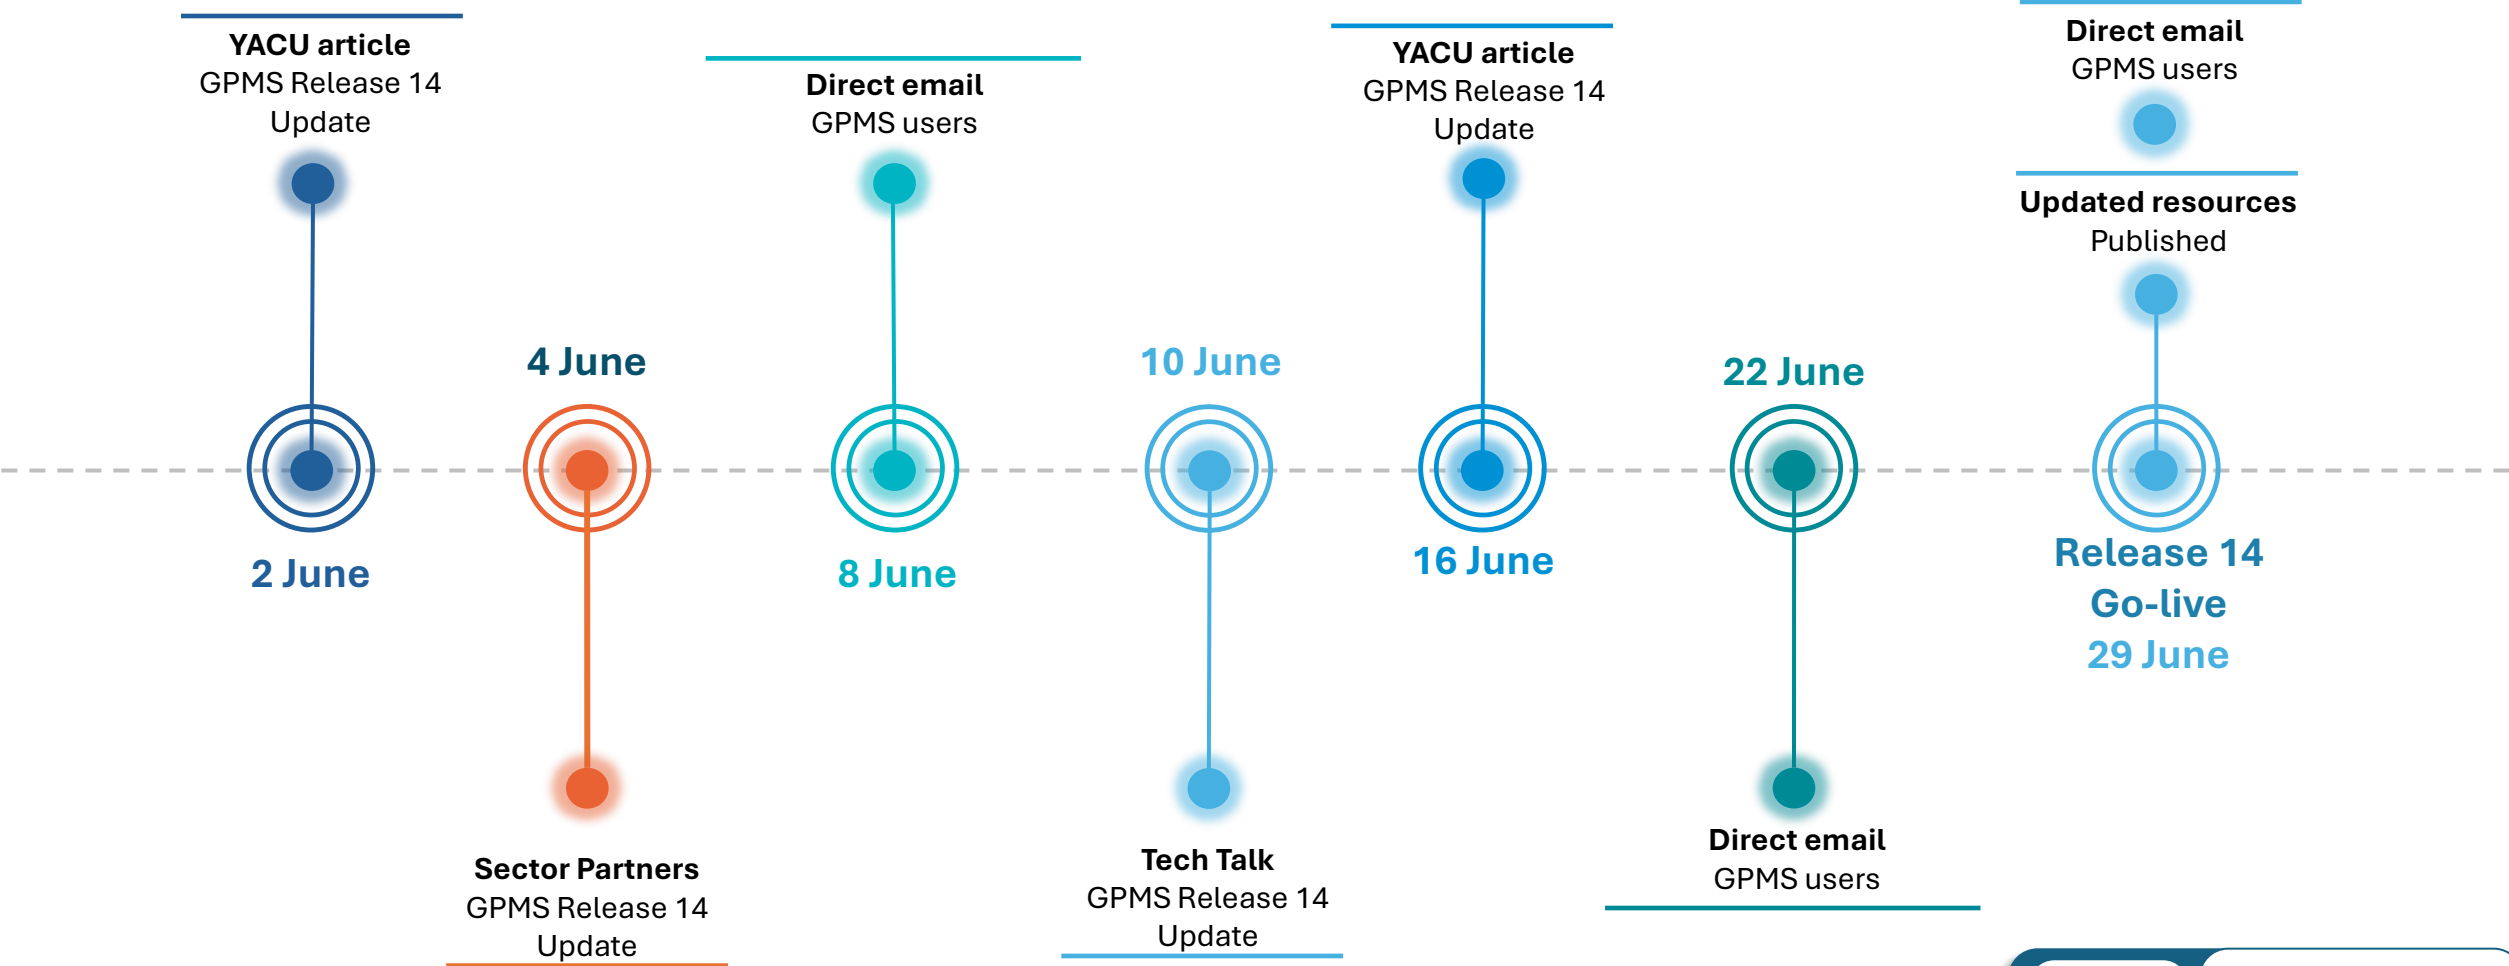 YACU article
GPMS Release 14
Update
2 June
4 June
Sector Partners
GPMS Release 14
Update
Direct email
GPMS users
8 June
10 June
Tech Talk
GPMS Release 14
Update
YACU article
GPMS Release 14
Update
16 June
22 June
Direct email
GPMS users
Direct email
GPMS users
Updated resources
Published
Release 14
Go-live
29 June